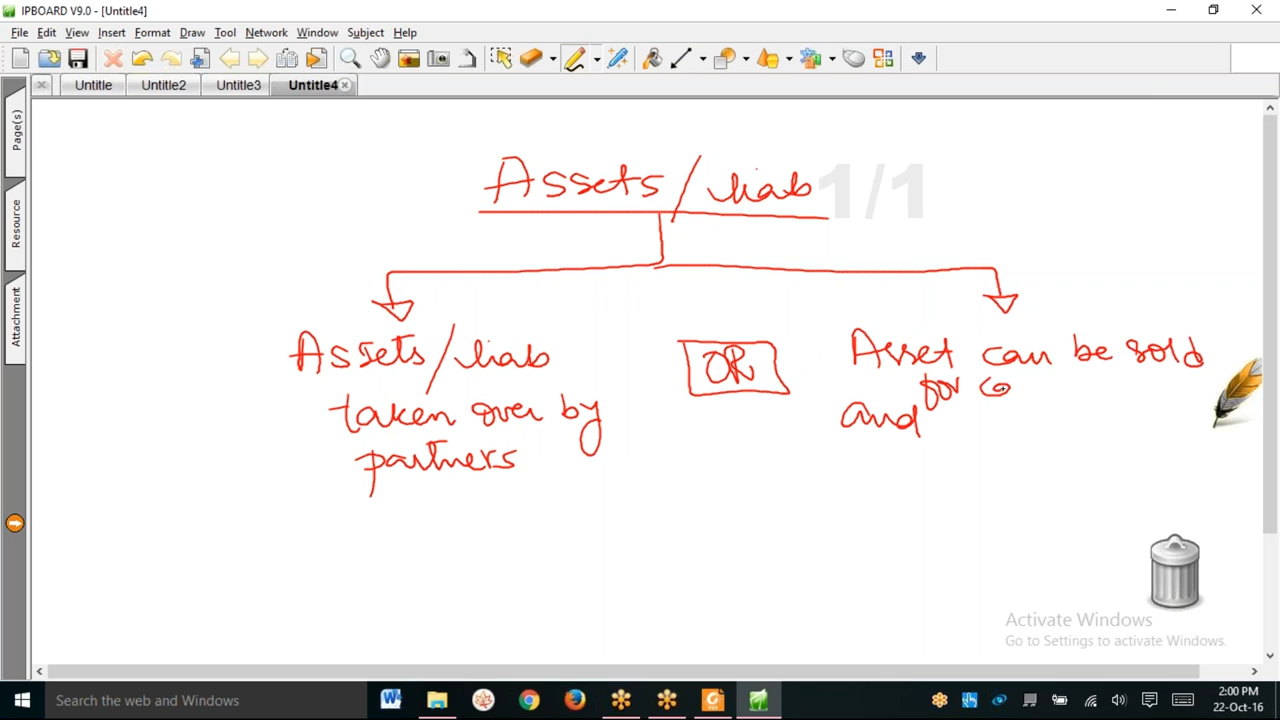 IPBOARD V9.0 - [Untitle4]
File Edit View Insert Format Draw Tool Network Window Subject Help
Untitle Untitle2 Untitle3 Untitle4
Page(s)
Resource
Attachment
1/1
Assets/liab
Assets/liab
taken over by
partners
OR
Asset can be sold
for
and
Activate Windows
Go to Settings to activate Windows.
Search the web and Windows
2:00 PM
22-Oct-16